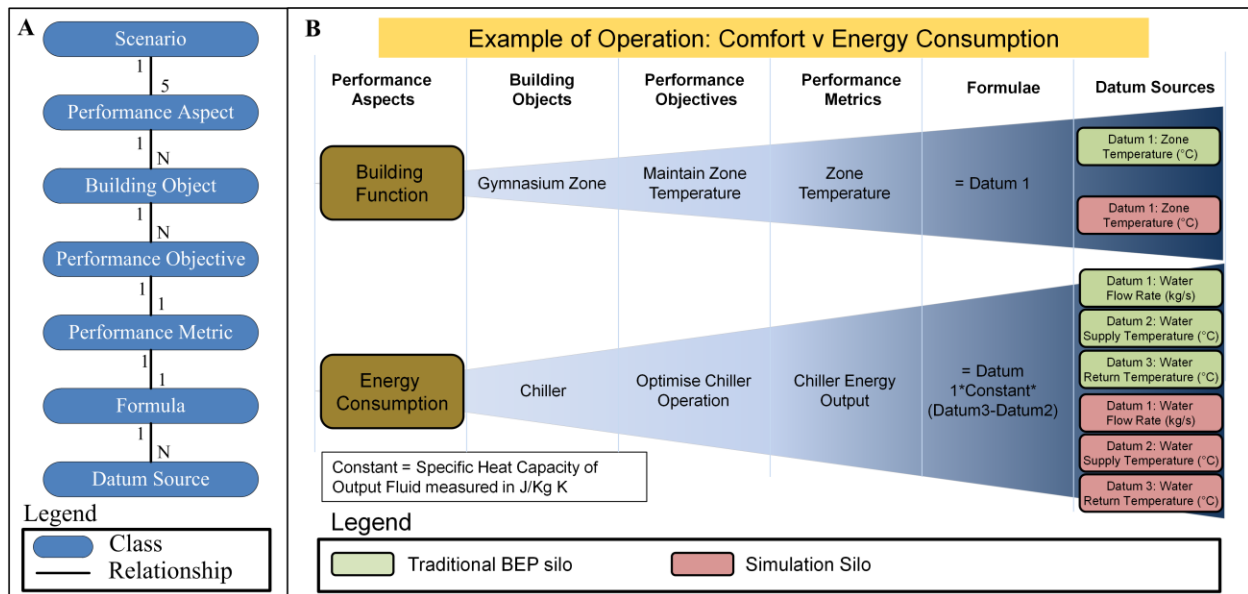 A
Scenario
1
5
Performance Aspect
1
N
Building Object
1
N
Performance Objective
1
1
Performance Metric
1
1
Formula
1
N
Datum Source
Legend
Class
Relationship
B
Example of Operation: Comfort v Energy Consumption
Performance
Aspects
Building
Objects
Performance
Objectives
Performance
Metrics
Formulae
Datum Sources
Building
Function
Gymnasium Zone
Maintain Zone
Temperature
Zone
Temperature
= Datum 1
Datum 1: Zone
Temperature (°C)
Datum 1: Zone
Temperature (°C)
Energy
Consumption
Chiller
Optimise Chiller
Operation
Chiller Energy
Output
= Datum
1*Constant*
(Datum3-Datum2)
Datum 1: Water
Flow Rate (kg/s)
Datum 2: Water
Supply Temperature (°C)
Datum 3: Water
Return Temperature (°C)
Datum 1: Water
Flow Rate (kg/s)
Datum 2: Water
Supply Temperature (°C)
Datum 3: Water
Return Temperature (°C)
Constant = Specific Heat Capacity of
Output Fluid measured in J/Kg K
Legend
Traditional BEP silo
Simulation Silo